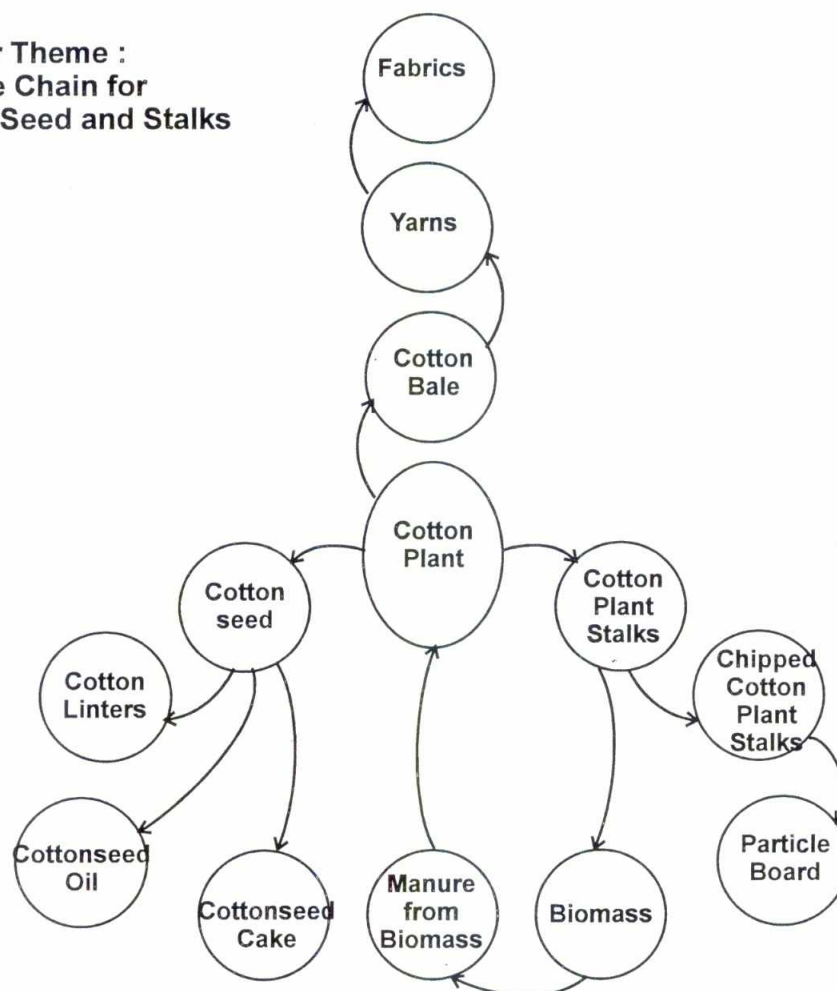 r Theme :
e Chain for
Seed and Stalks
Fabrics
Yarns
Cotton
Bale
Cotton
Plant
Cotton
seed
Cotton
Plant
Stalks
Cotton
Linters
Chipped
Cotton
Plant
Stalks
Cottonseed
Oil
Cottonseed
Cake
Manure
from
Biomass
Biomass
Particle
Board